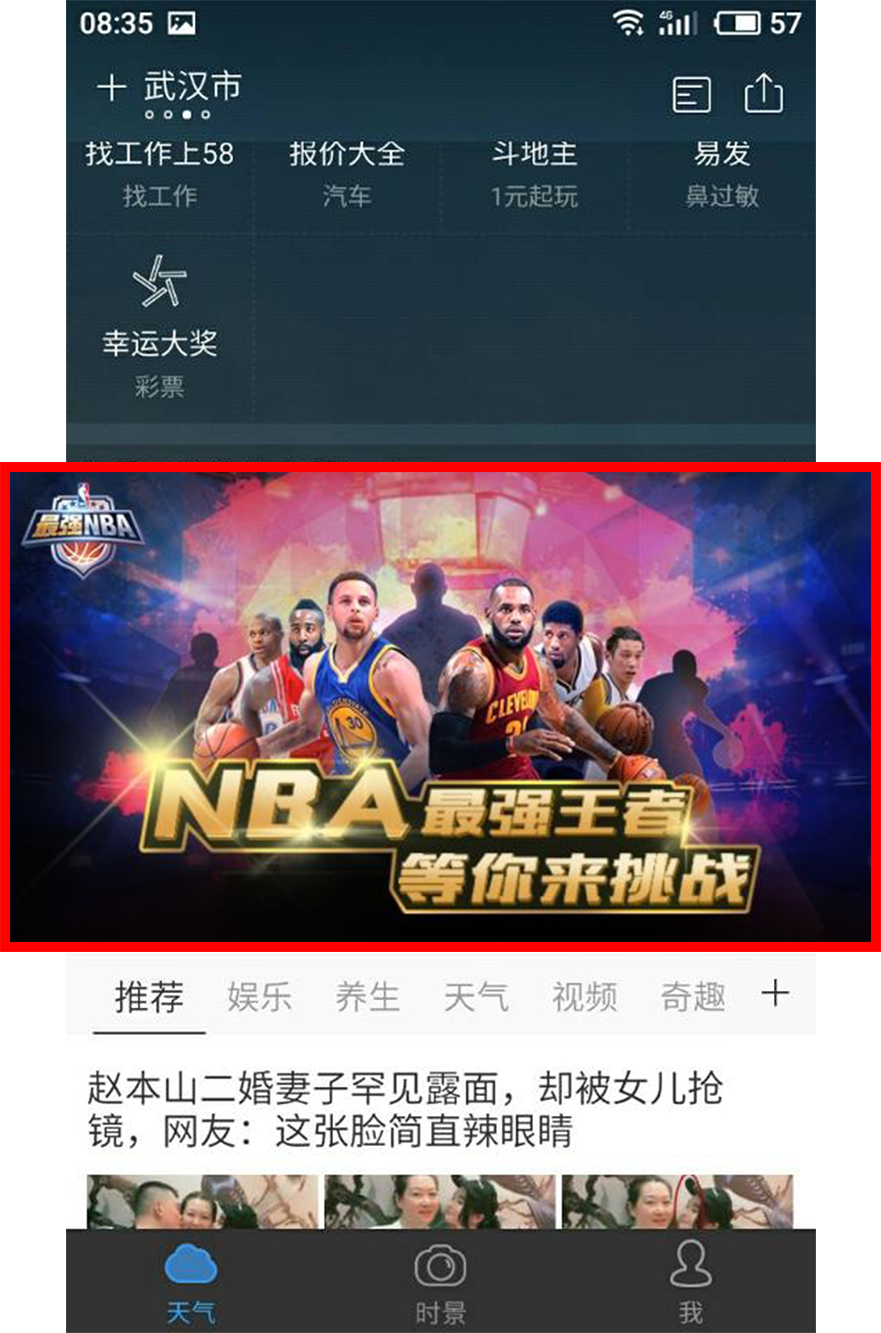 08:35
4G
57
武汉市
找工作上58
报价大全
斗地主
易发
找工作
汽车
1元起玩
鼻过敏
幸运大奖
彩票
最强NBA
30
CLEVEL
NBA最强王者
等你来挑战
推荐
娱乐
养生
天气
视频
奇趣
赵本山二婚妻子罕见露面，却被女儿抢
镜，网友：这张脸简直辣眼睛
天气
时景
我